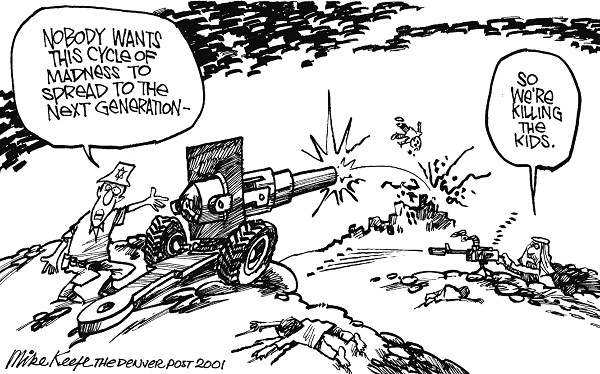 NOBODY WANTS
THIS CYCLE OF
MADNESS TO
SPREAD TO THE
NEXT GENERATION-
SO
WE'RE
KILLING
THE
KIDS.
Mike Keefe THE DENVER POST 2001